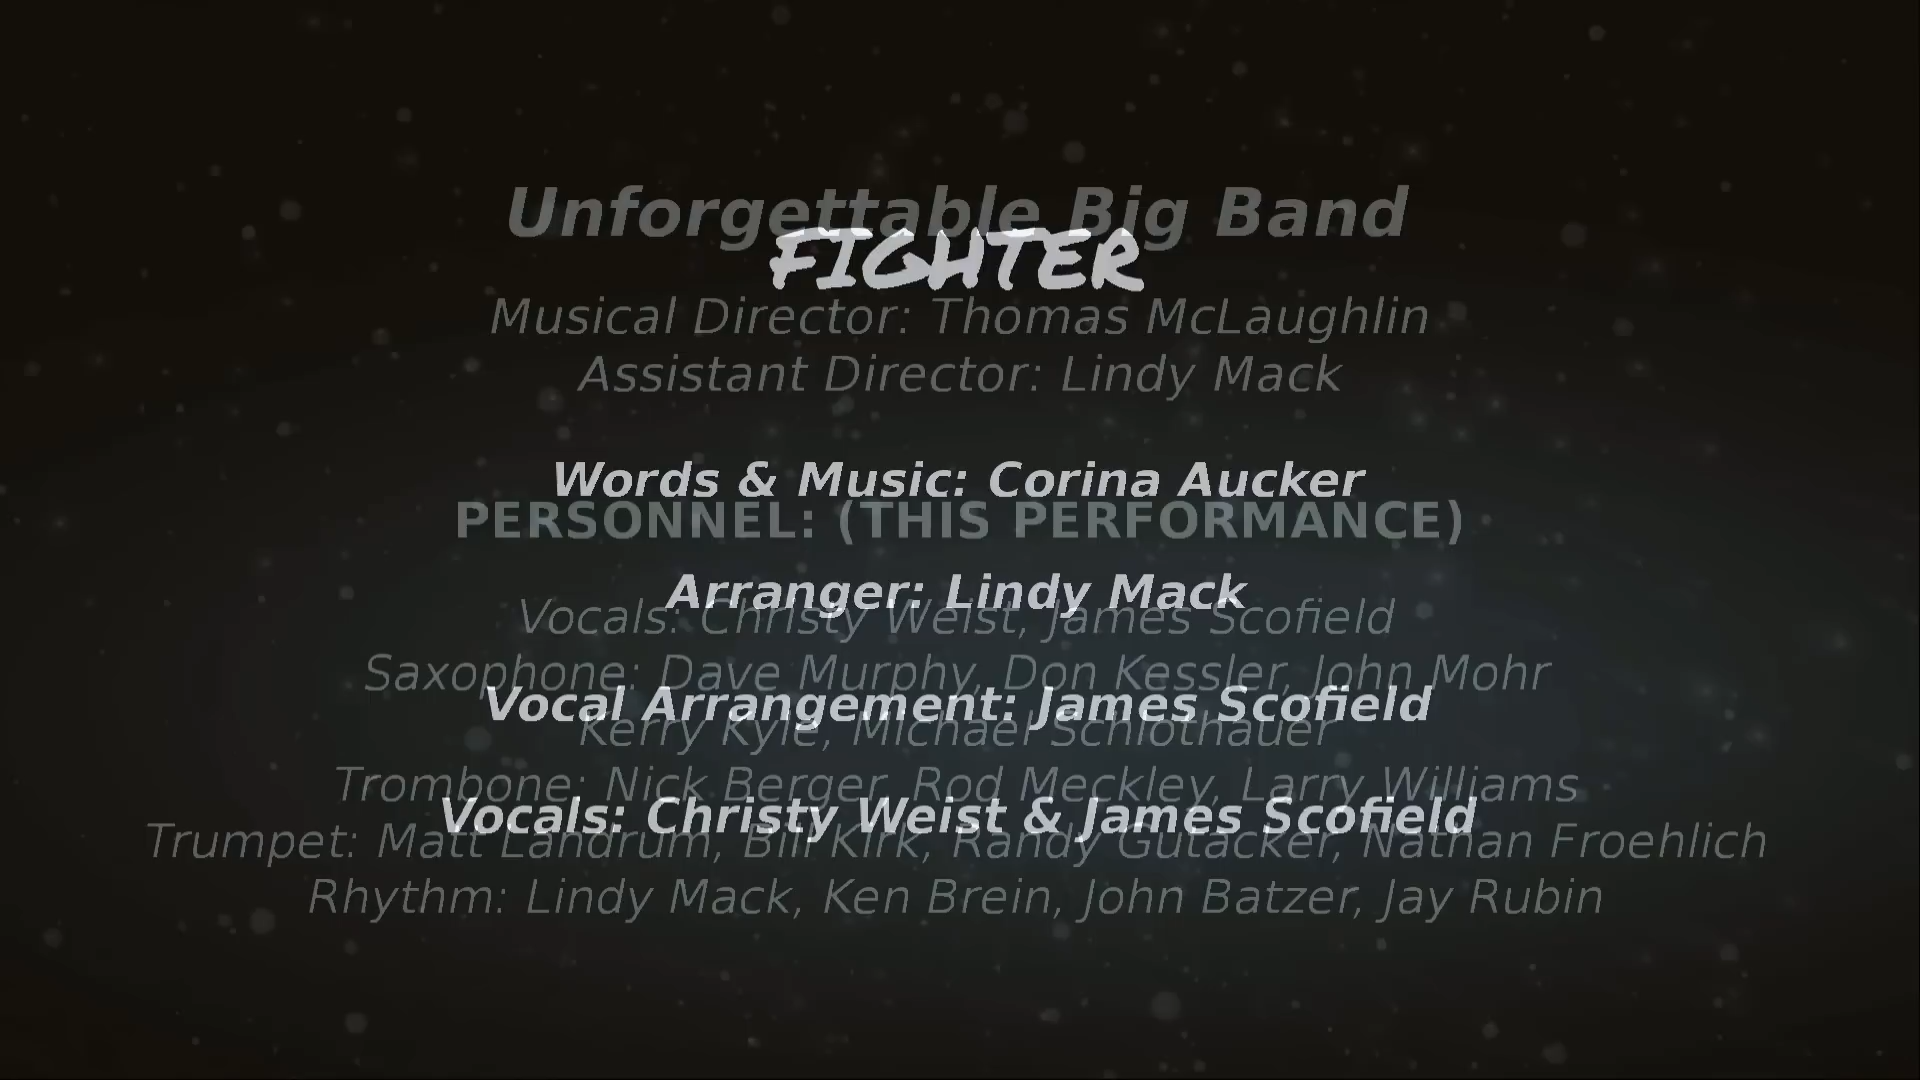 Unforgettable Big Band
FIGHTER
Musical Director: Thomas McLaughlin
Assistant Director: Lindy Mack
Words & Music: Corina Aucker
PERSONNEL: (THIS PERFORMANCE)
Arranger: Lindy Mack
Vocals: Christy Weist, James Scofield
Saxophone: Dave Murphy, Don Kessler, John Mohr
Vocal Arrangement: James Scofield
Kerry Kyle, Michael Schlothauer
Trombone: Nick Berger, Rod Meckley, Larry Williams
Vocals: Christy Weist & James Scofield
Trumpet: Matt Landrum, Bill Kirk, Randy Gutacker, Nathan Froehlich
Rhythm: Lindy Mack, Ken Brein, John Batzer, Jay Rubin